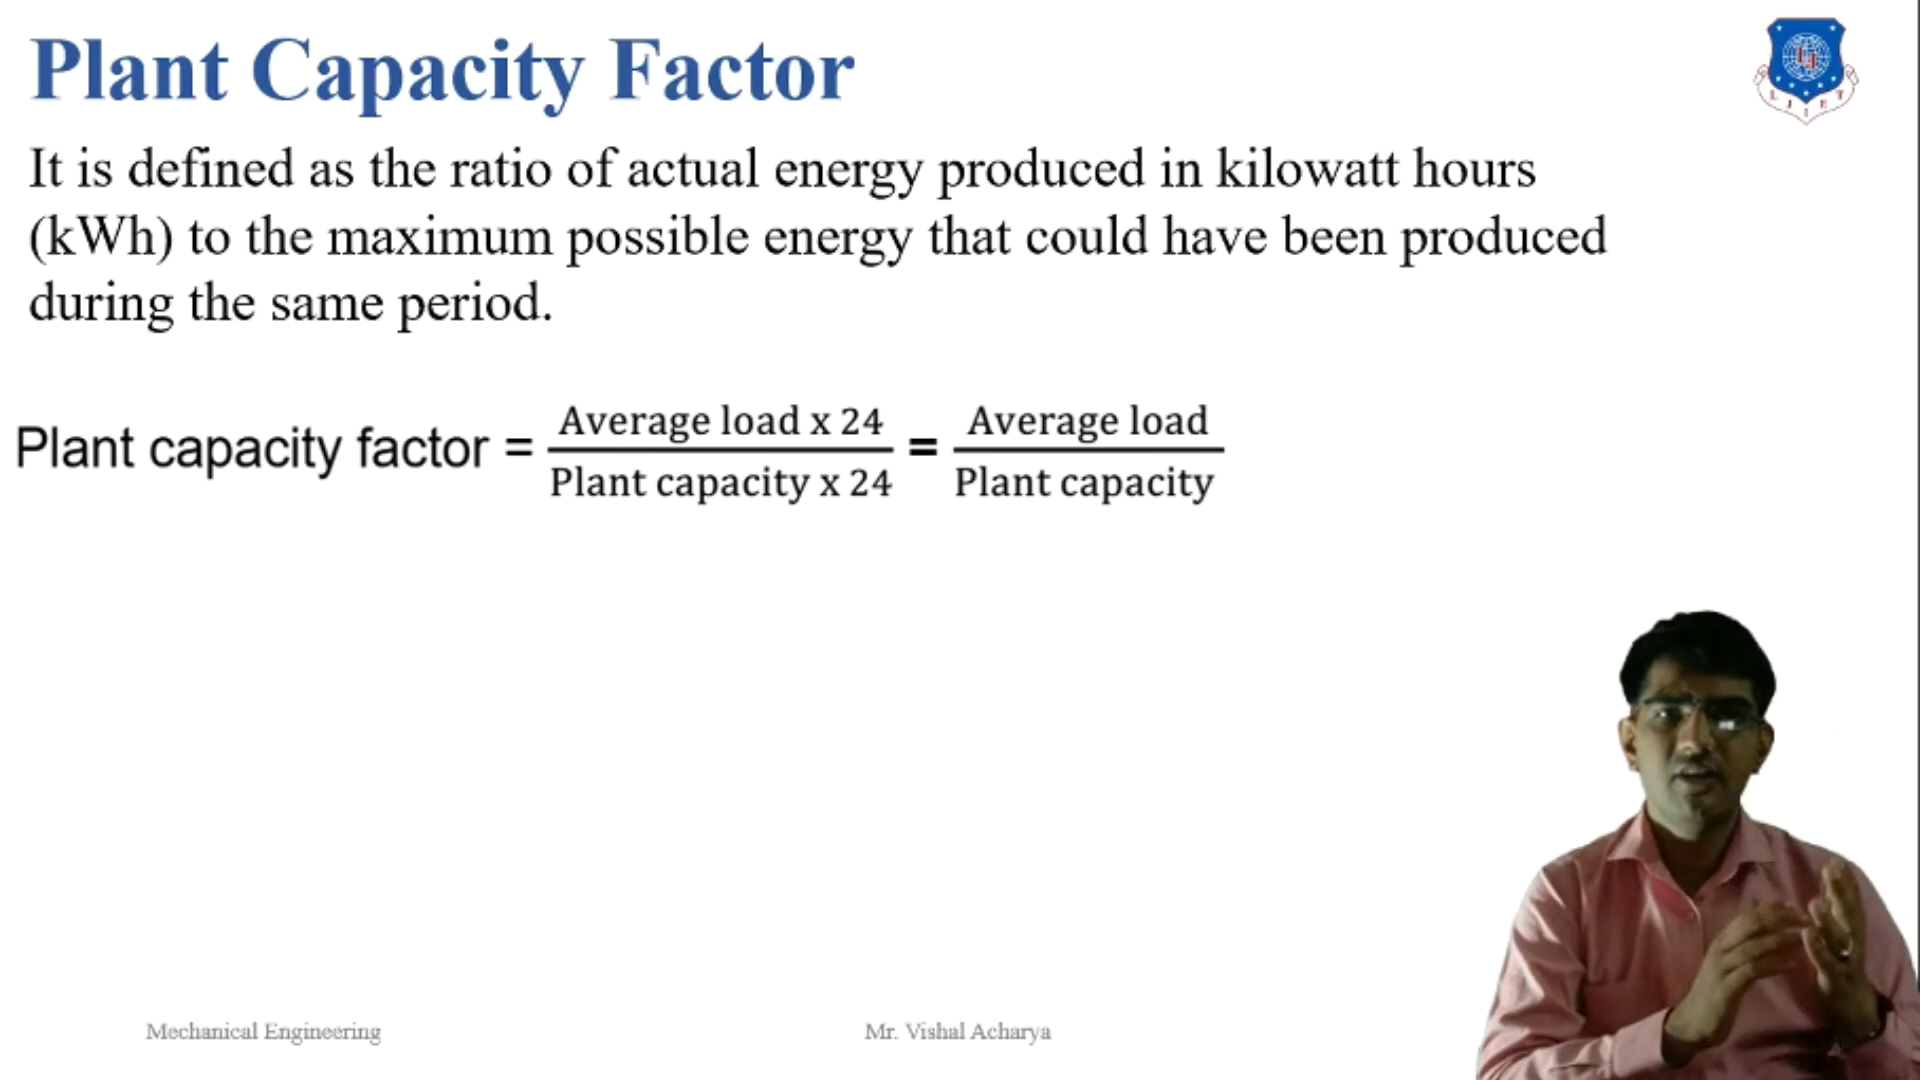 Plant Capacity Factor
It is defined as the ratio of actual energy produced in kilowatt hours
(kWh) to the maximum possible energy that could have been produced
during the same period.
Plant capacity factor = Average load x 24 / Plant capacity x 24 = Average load / Plant capacity
L J I E T
Mechanical Engineering
Mr. Vishal Acharya